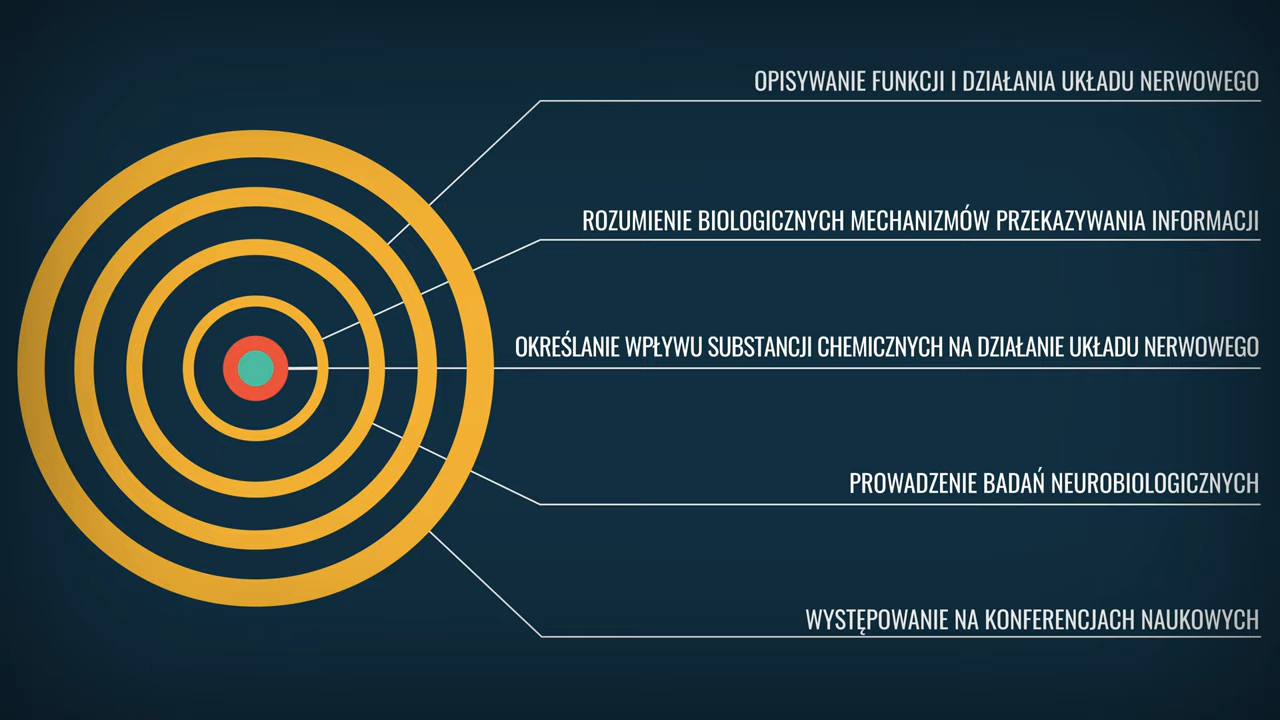 OPISYWANIE FUNKCJI I DZIAŁANIA UKŁADU NERWOWEGO
ROZUMIENIE BIOLOGICZNYCH MECHANIZMÓW PRZEKAZYWANIA INFORMACJI
OKREŚLANIE WPŁYWU SUBSTANCJI CHEMICZNYCH NA DZIAŁANIE UKŁADU NERWOWEGO
PROWADZENIE BADAŃ NEUROBIOLOGICZNYCH
WYSTĘPOWANIE NA KONFERENCJACH NAUKOWYCH